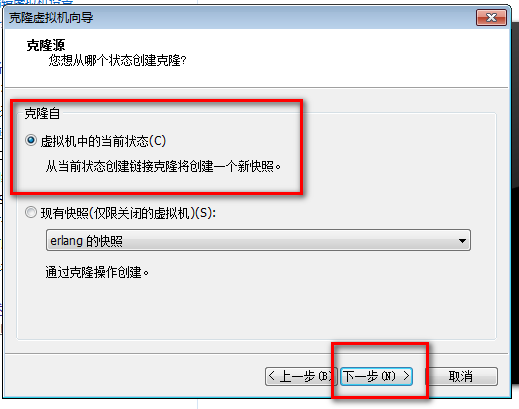 克隆虚拟机向导
克隆源
您想从哪个状态创建克隆?
克隆自
虚拟机中的当前状态(C)
从当前状态创建链接克隆将创建一个新快照。
现有快照(仅限关闭的虚拟机)(S):
erlang 的快照
通过克隆操作创建。
< 上一步(B) 下一步(N) > 取消